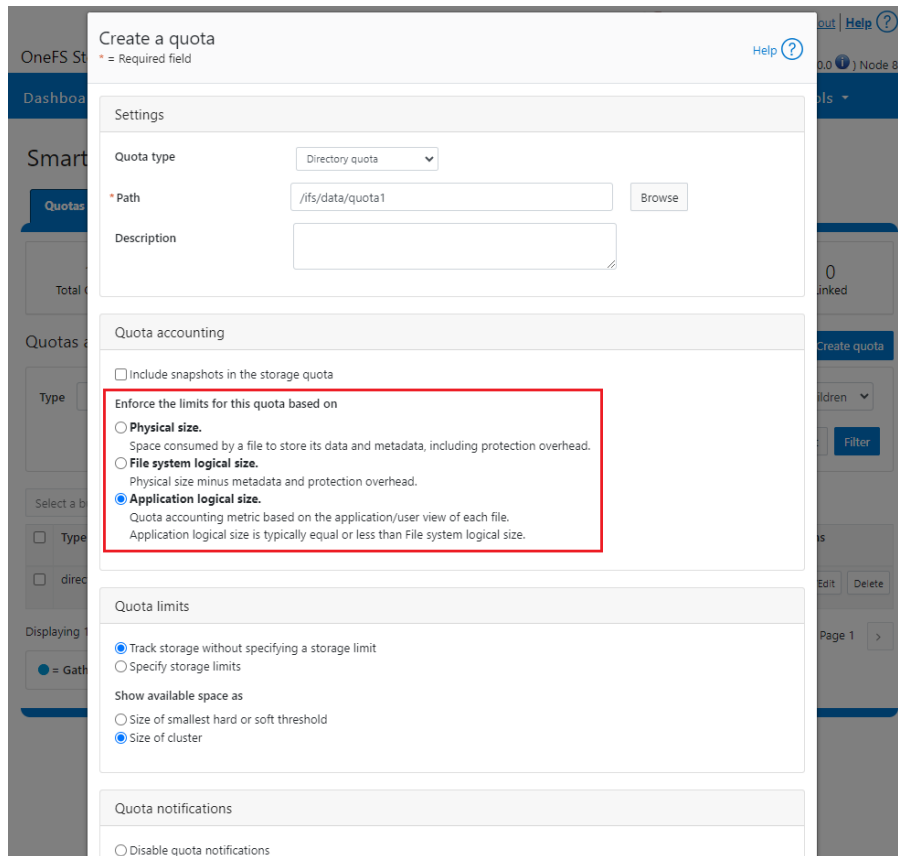 Create a quota
* = Required field
Help ?
out | Help ?
OneFS St
0.0 i ) Node 8
Dashboa
ols
Settings
Smart
Quota type
Directory quota
* Path
/ifs/data/quota1
Browse
Quotas
Description
Total
0
inked
Quota accounting
Quotas a
Create quota
Include snapshots in the storage quota
Type
ldren
Enforce the limits for this quota based on
Physical size.
Space consumed by a file to store its data and metadata, including protection overhead.
Filter
File system logical size.
Physical size minus metadata and protection overhead.
Select a b
Application logical size.
Quota accounting metric based on the application/user view of each file.
Application logical size is typically equal or less than File system logical size.
Type
ns
direc
Edit
Delete
Quota limits
Displaying 1
Page 1
Track storage without specifying a storage limit
Specify storage limits
= Gath
Show available space as
Size of smallest hard or soft threshold
Size of cluster
Quota notifications
Disable quota notifications